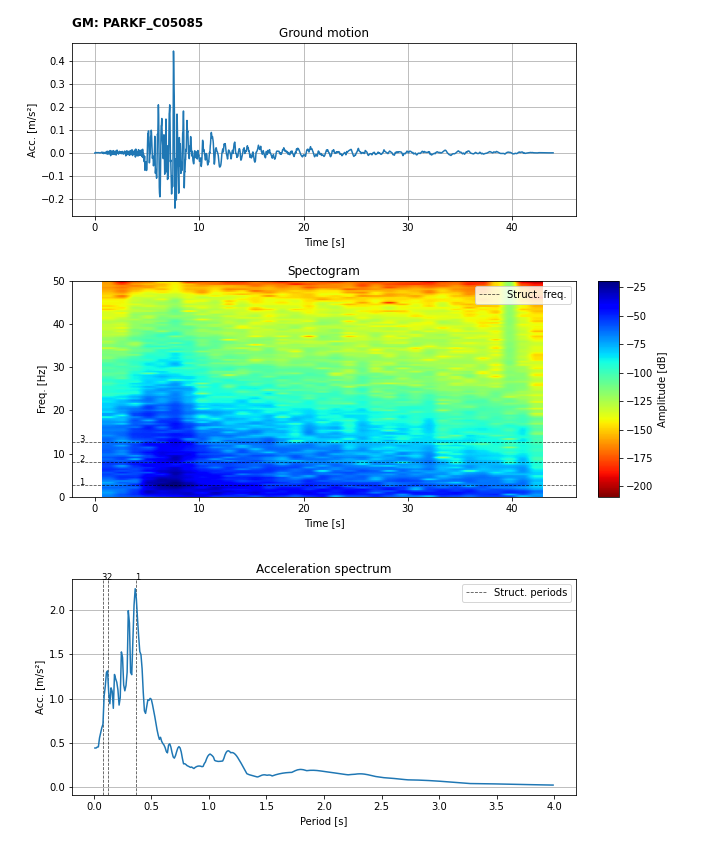 GM: PARKF_C05085
Ground motion
0.4
0.3
0.2
0.1
0.0
−0.1
−0.2
Acc. [m/s²]
0 10 20 30 40
Time [s]
Spectogram
50
40
30
20
10
0
Freq. [Hz]
Struct. freq.
3
2
1
0 10 20 30 40
Time [s]
−25
−50
−75
−100
−125
−150
−175
−200
Amplitude [dB]
Acceleration spectrum
32 1
Struct. periods
2.0
1.5
1.0
0.5
0.0
Acc. [m/s²]
0.0 0.5 1.0 1.5 2.0 2.5 3.0 3.5 4.0
Period [s]